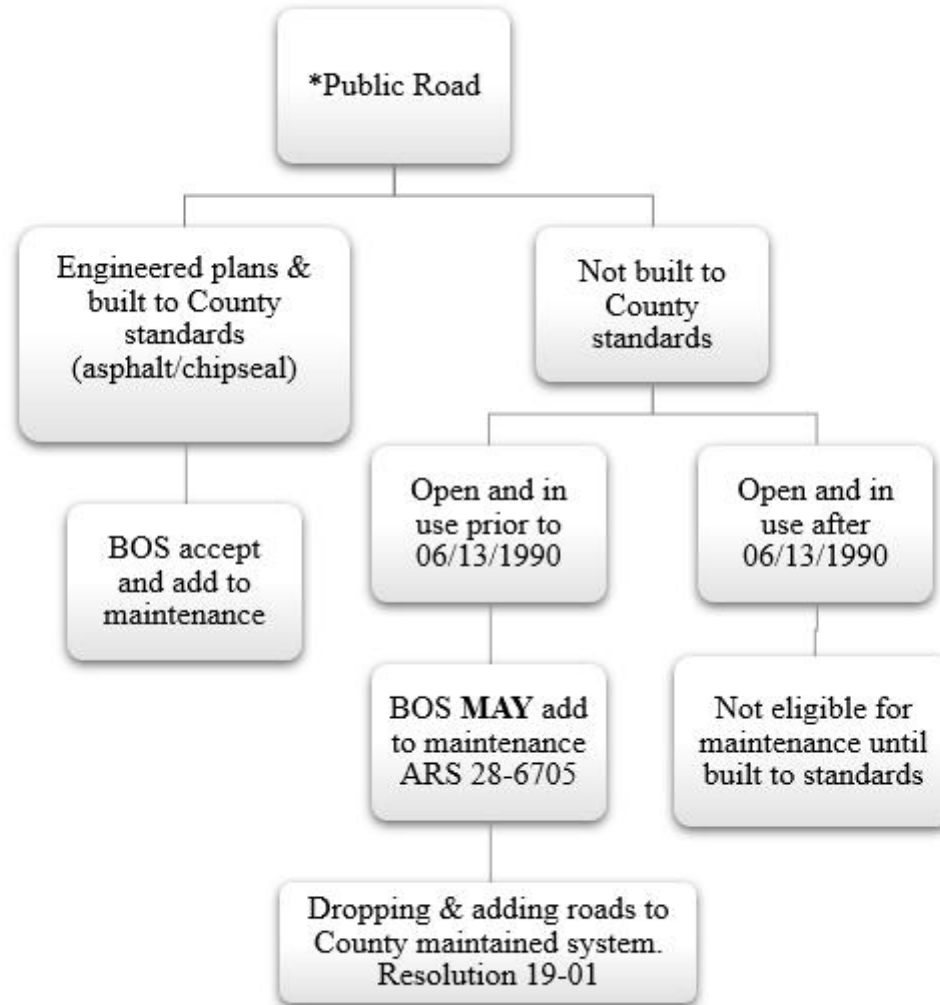 *Public Road
Engineered plans &
built to County
standards
(asphalt/chipseal)
Not built to
County
standards
BOS accept
and add to
maintenance
Open and in
use prior to
06/13/1990
Open and in
use after
06/13/1990
BOS MAY add
to maintenance
ARS 28-6705
Not eligible for
maintenance until
built to standards
Dropping & adding roads to
County maintained system.
Resolution 19-01